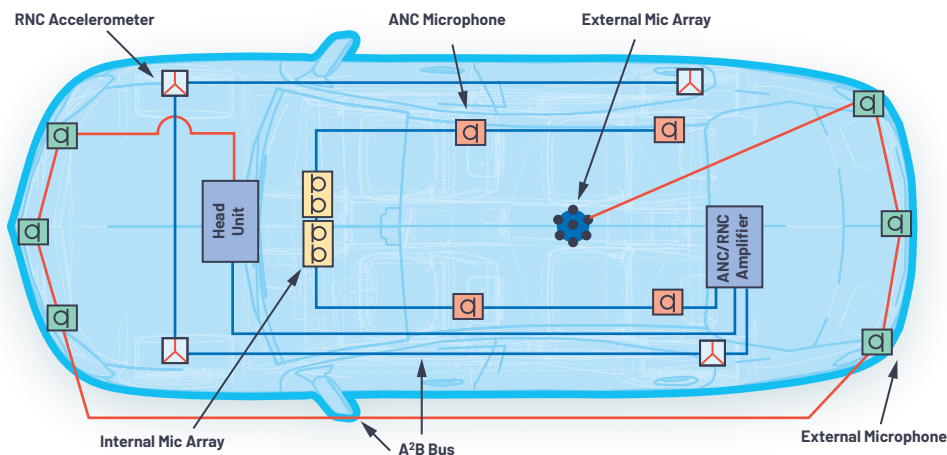 RNC Accelerometer
ANC Microphone
External Mic Array
Head
Unit
ANC/RNC
Amplifier
Internal Mic Array
A²B Bus
External Microphone